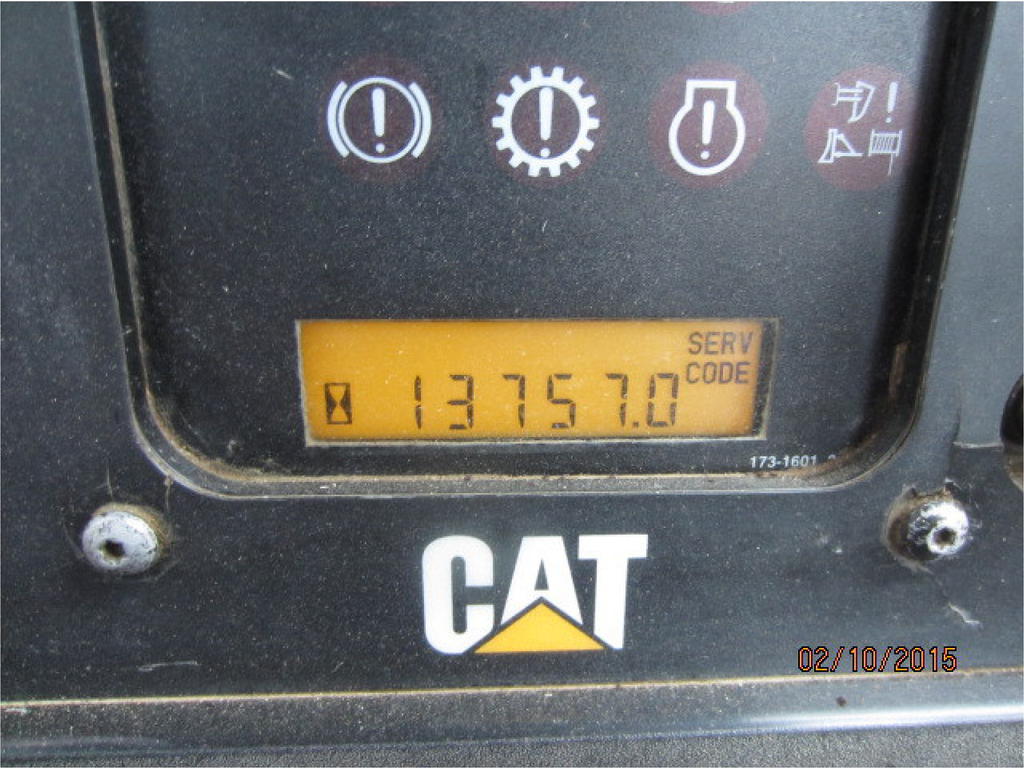 SERV
CODE
13757.0
173-1601
CAT
02/10/2015